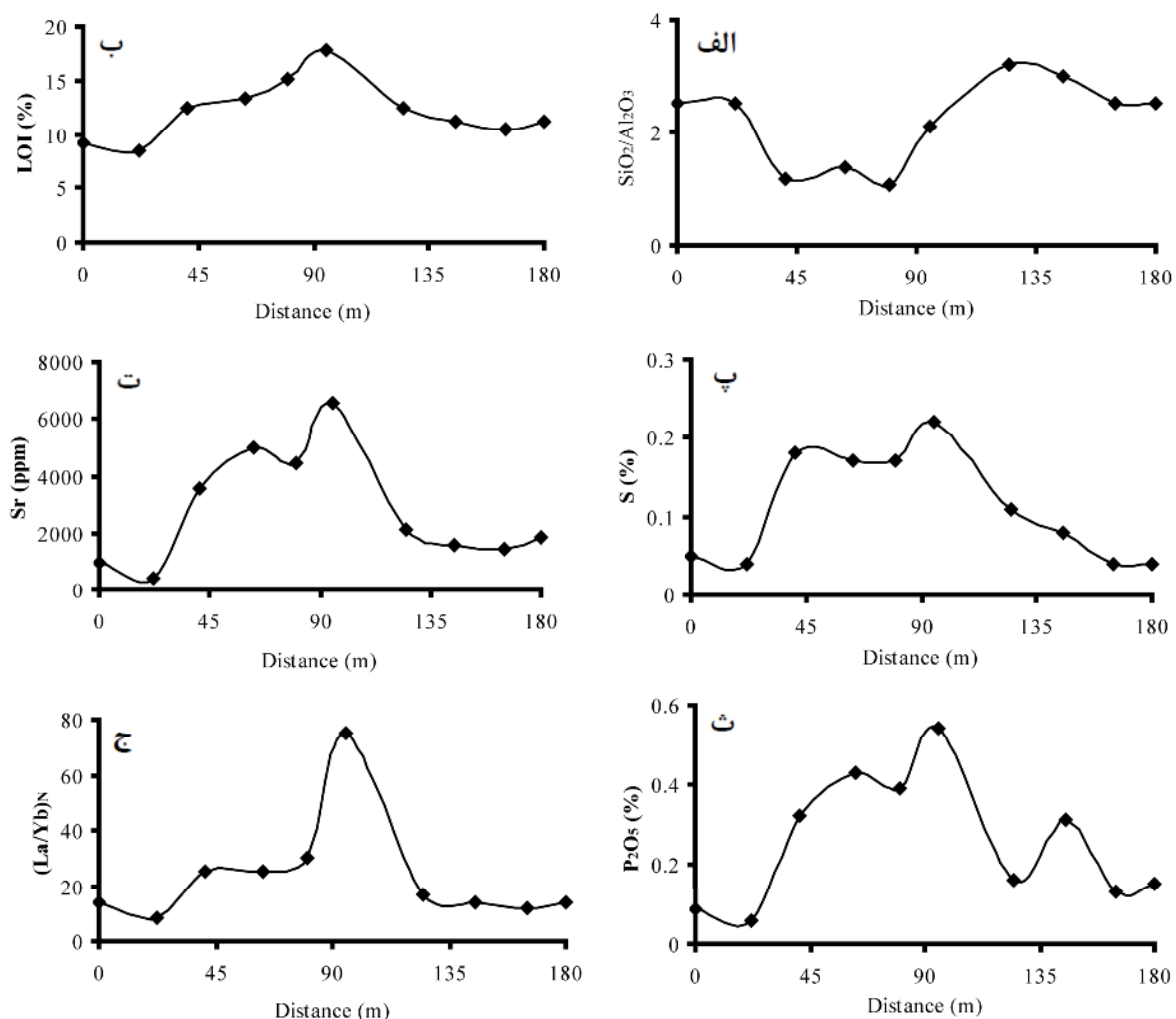 الف
SiO₂/Al₂O₃
4
2
0
0 45 90 135 180
Distance (m)
ب
LOI (%)
20
15
10
5
0
0 45 90 135 180
Distance (m)
پ
S (%)
0.3
0.2
0.1
0
0 45 90 135 180
Distance (m)
ت
Sr (ppm)
8000
6000
4000
2000
0
0 45 90 135 180
Distance (m)
ث
P₂O₅ (%)
0.6
0.4
0.2
0
0 45 90 135 180
Distance (m)
ج
(La/Yb)N
80
60
40
20
0
0 45 90 135 180
Distance (m)